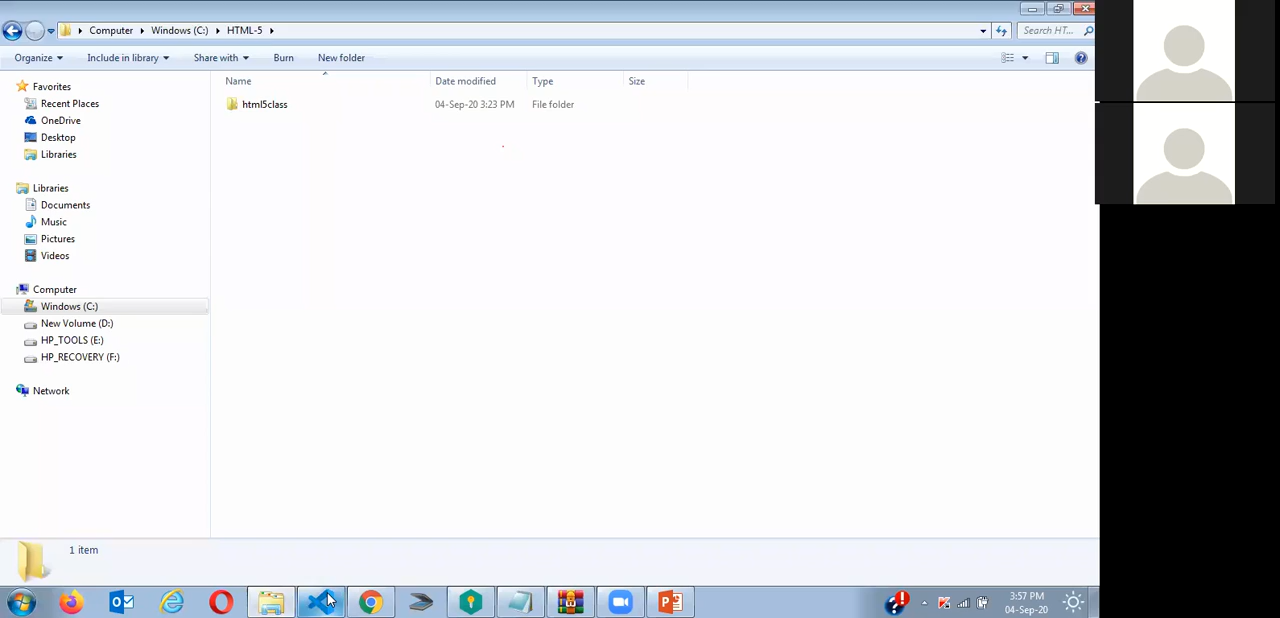 Computer Windows (C:) HTML-5 Search HT...
Organize Include in library Share with Burn New folder
Favorites
Recent Places
OneDrive
Desktop
Libraries
Libraries
Documents
Music
Pictures
Videos
Computer
Windows (C:)
New Volume (D:)
HP_TOOLS (E:)
HP_RECOVERY (F:)
Network
Name Date modified Type Size
html5class 04-Sep-20 3:23 PM File folder
1 item
3:57 PM
04-Sep-20